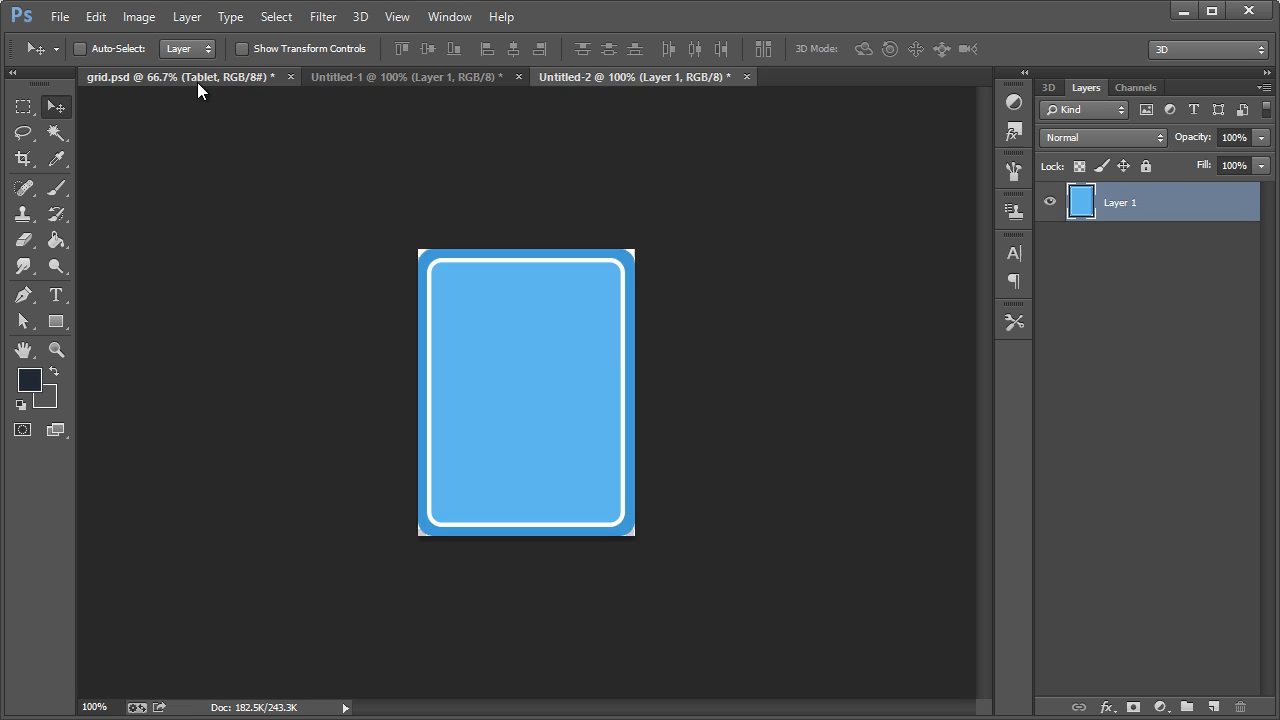 Ps File Edit Image Layer Type Select Filter 3D View Window Help
Auto-Select: Layer Show Transform Controls 3D Mode: 3D
grid.psd @ 66.7% (Tablet, RGB/8#) * Untitled-1 @ 100% (Layer 1, RGB/8) * Untitled-2 @ 100% (Layer 1, RGB/8) *
3D Layers Channels
Kind
Normal Opacity: 100%
Lock: Fill: 100%
Layer 1
100% Doc: 182.5K/243.3K